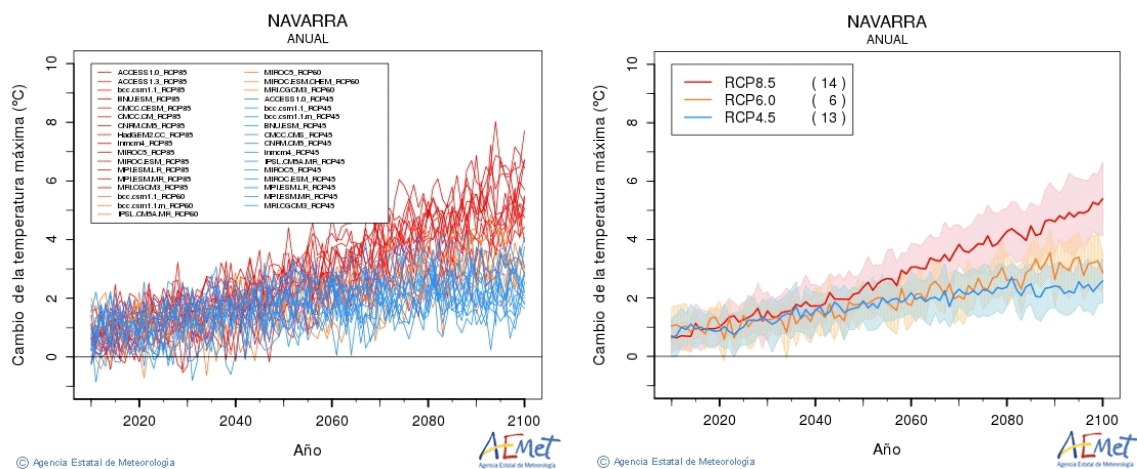 NAVARRA
ANUAL
Cambio de la temperatura máxima (ºC)
10
8
6
4
2
0
ACCESS1.0_RCP85
ACCESS1.3_RCP85
bcc.csm1.1_RCP85
BNU.ESM_RCP85
CMCC.CESM_RCP85
CMCC.CM_RCP85
CNRM.CM5_RCP85
HadGEM2.CC_RCP85
inmcm4_RCP85
MIROC5_RCP85
MIROC.ESM_RCP85
MPI.ESM.LR_RCP85
MPI.ESM.MR_RCP85
MRI.CGCM3_RCP85
bcc.csm1.1_RCP60
bcc.csm1.1.m_RCP60
IPSL.CM5A.MR_RCP60
MIROC5_RCP60
MIROC.ESM.CHEM_RCP60
MRI.CGCM3_RCP60
ACCESS1.0_RCP45
bcc.csm1.1_RCP45
bcc.csm1.1.m_RCP45
BNU.ESM_RCP45
CMCC.CMS_RCP45
CNRM.CM5_RCP45
inmcm4_RCP45
IPSL.CM5A.MR_RCP45
MIROC5_RCP45
MIROC.ESM_RCP45
MPI.ESM.LR_RCP45
MPI.ESM.MR_RCP45
MRI.CGCM3_RCP45
2020 2040 2060 2080 2100
Año
© Agencia Estatal de Meteorología
AEMet
Agencia Estatal de Meteorología
NAVARRA
ANUAL
Cambio de la temperatura máxima (ºC)
10
8
6
4
2
0
RCP8.5 ( 14 )
RCP6.0 ( 6 )
RCP4.5 ( 13 )
2020 2040 2060 2080 2100
Año
© Agencia Estatal de Meteorología
AEMet
Agencia Estatal de Meteorología